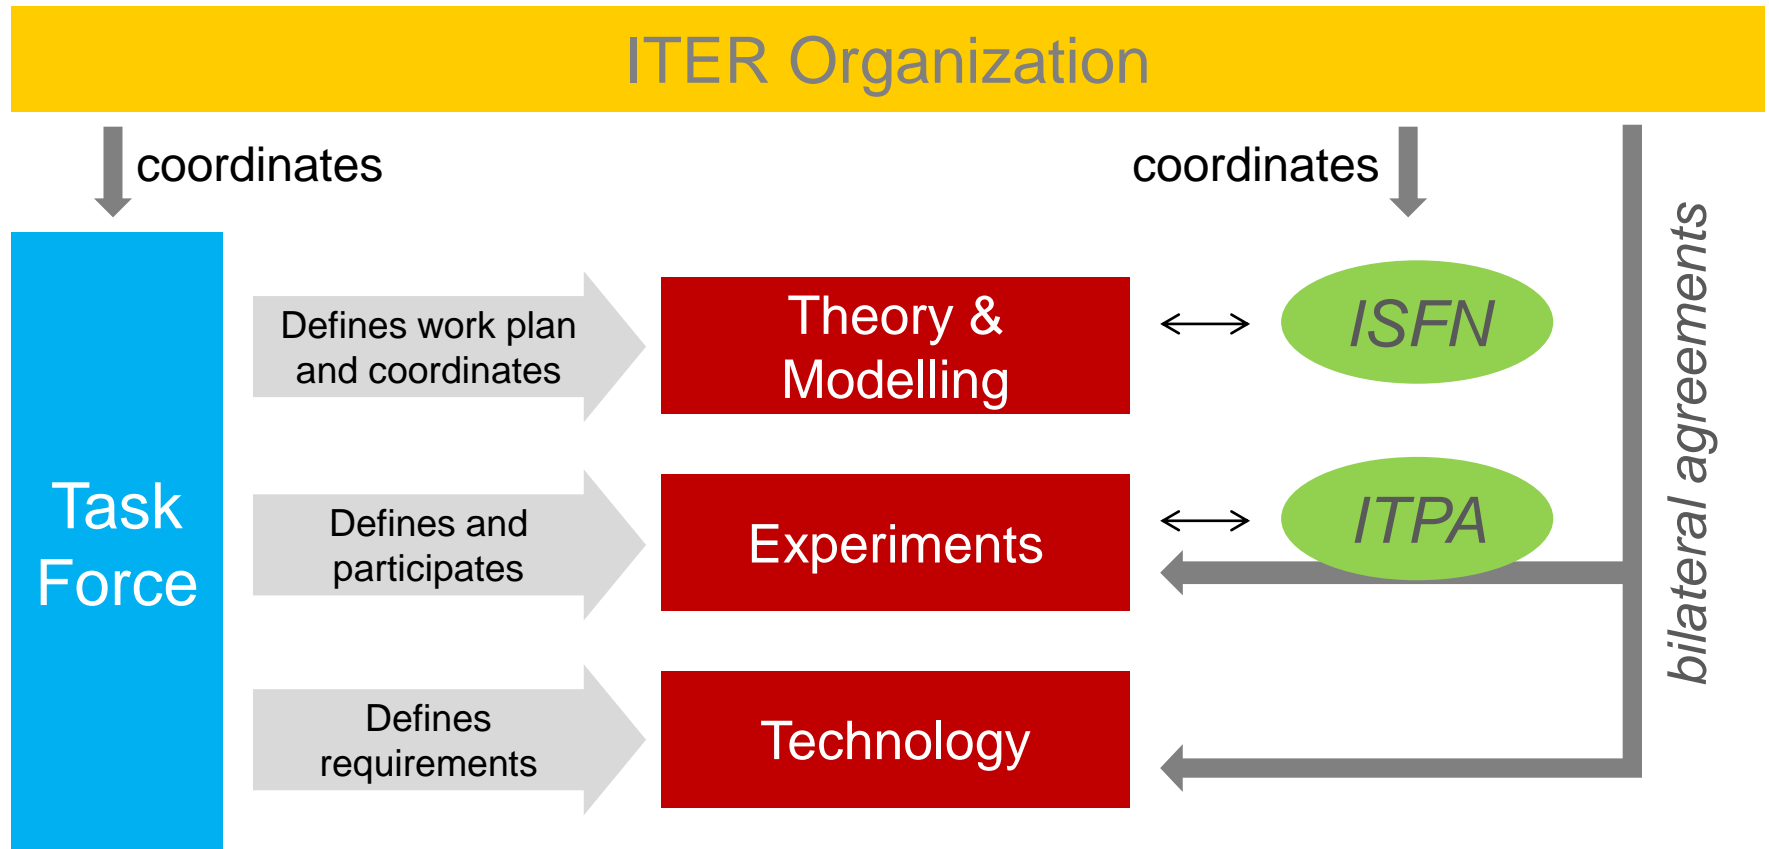 ITER Organization
coordinates
coordinates
Task
Force
Defines work plan
and coordinates
Theory &
Modelling
ISFN
Defines and
participates
Experiments
ITPA
Defines
requirements
Technology
bilateral agreements